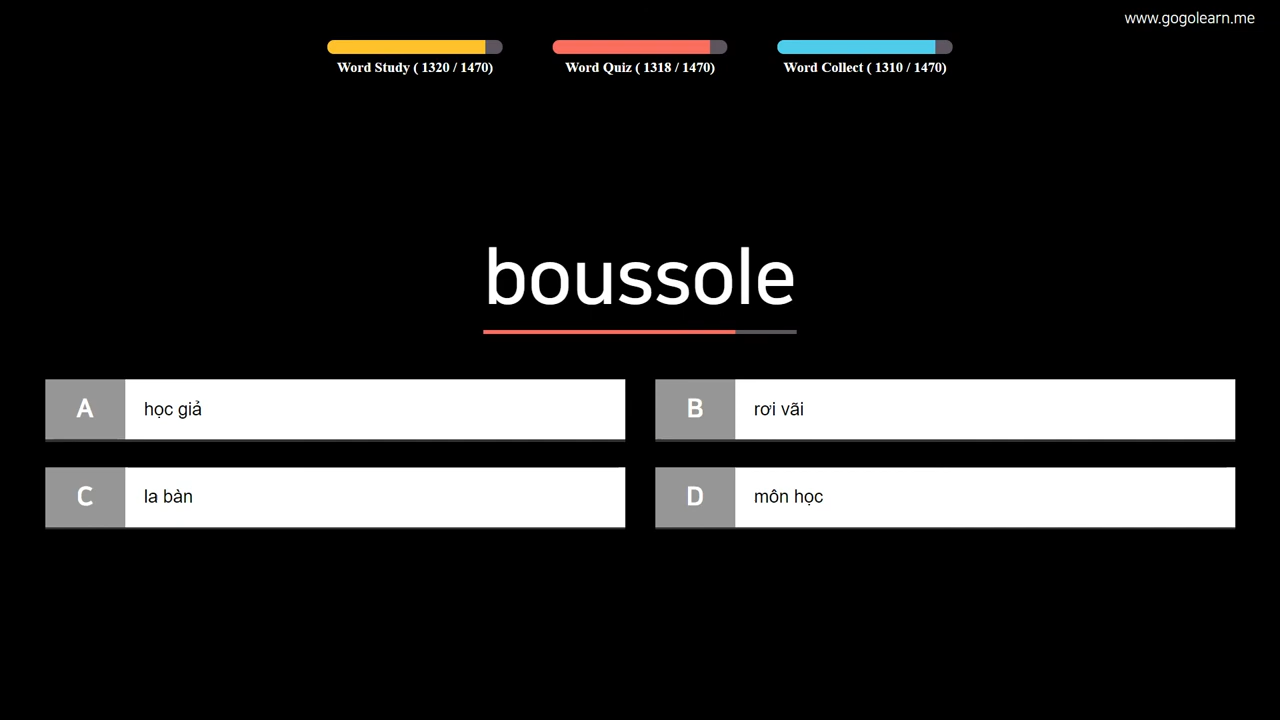 www.gogolearn.me
Word Study ( 1320 / 1470)
Word Quiz ( 1318 / 1470)
Word Collect ( 1310 / 1470)
boussole
A học giả
B rơi vãi
C la bàn
D môn học